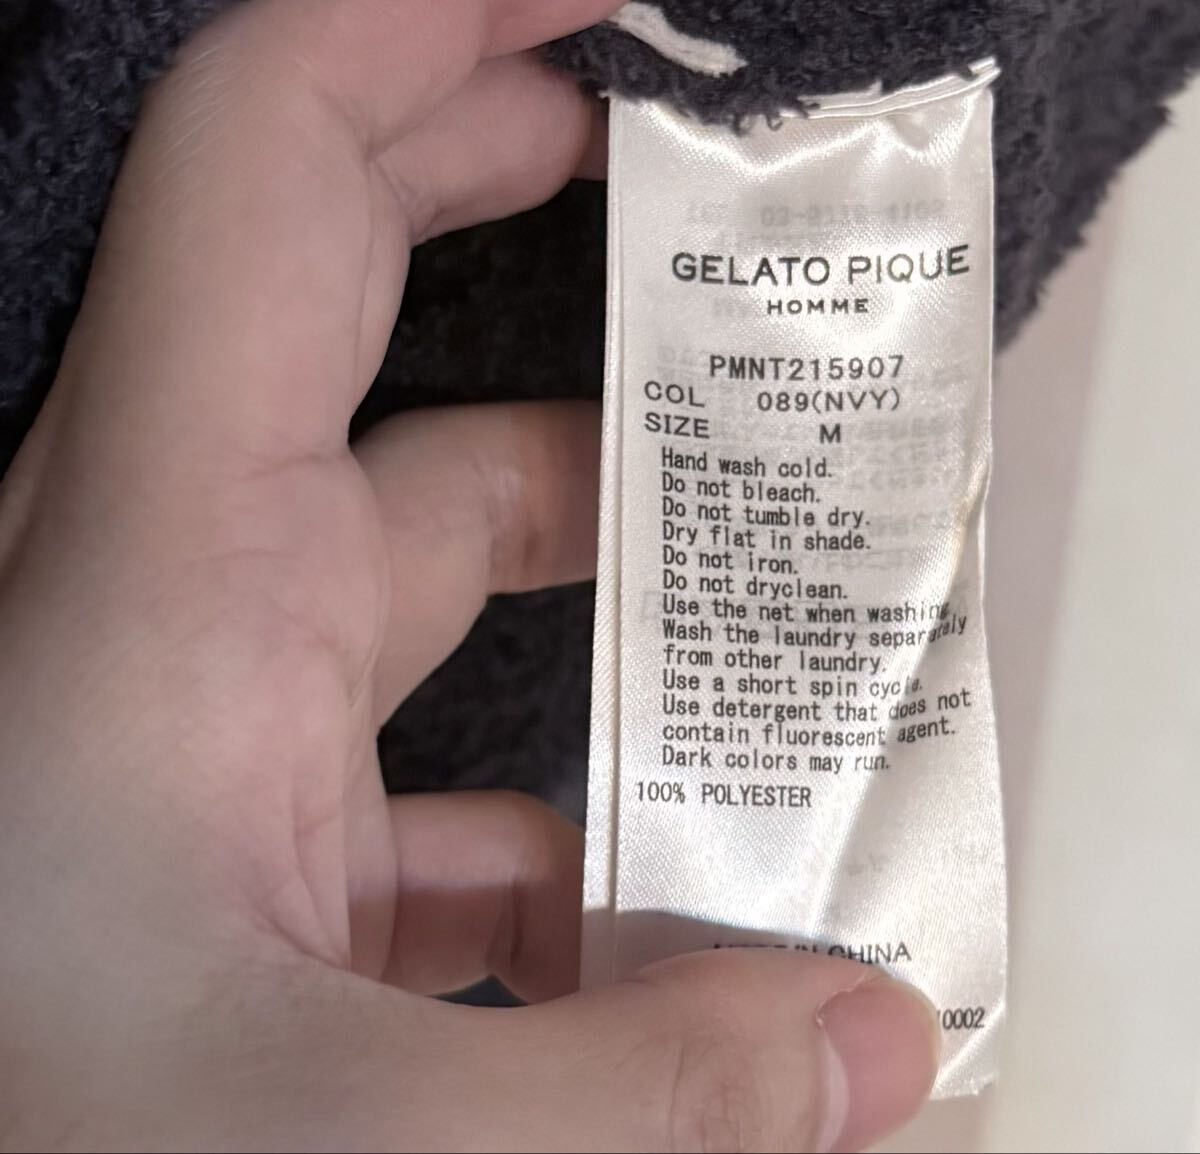 GELATO PIQUE
HOMME
PMNT215907
COL 089(NVY)
SIZE M
Hand wash cold.
Do not bleach.
Do not tumble dry.
Dry flat in shade.
Do not iron.
Do not dryclean.
Use the net when washing.
Wash the laundry separately
from other laundry.
Use a short spin cycle.
Use detergent that does not
contain fluorescent agent.
Dark colors may run.
100% POLYESTER
IN CHINA
0002